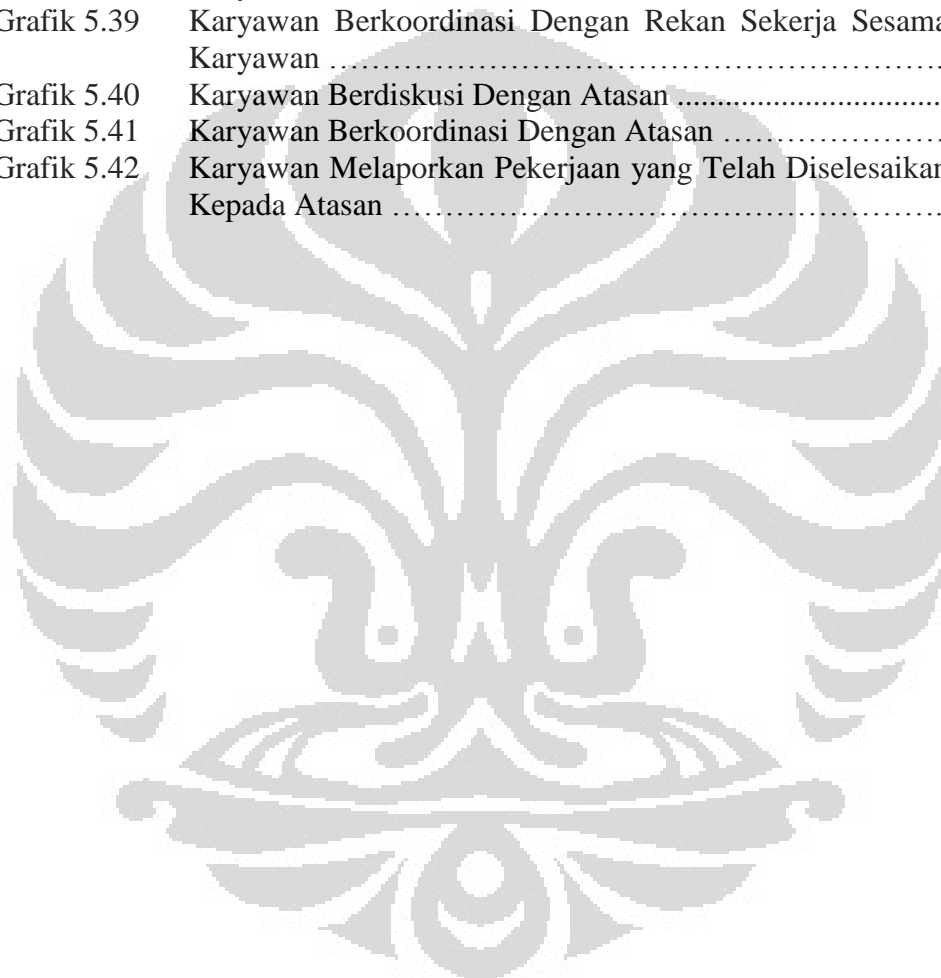 Grafik 5.39 Karyawan Berkoordinasi Dengan Rekan Sekerja Sesama
Karyawan ……………………………………………………
Grafik 5.40 Karyawan Berdiskusi Dengan Atasan .......................................
Grafik 5.41 Karyawan Berkoordinasi Dengan Atasan …………………
Grafik 5.42 Karyawan Melaporkan Pekerjaan yang Telah Diselesaikan
Kepada Atasan ……………………………………………